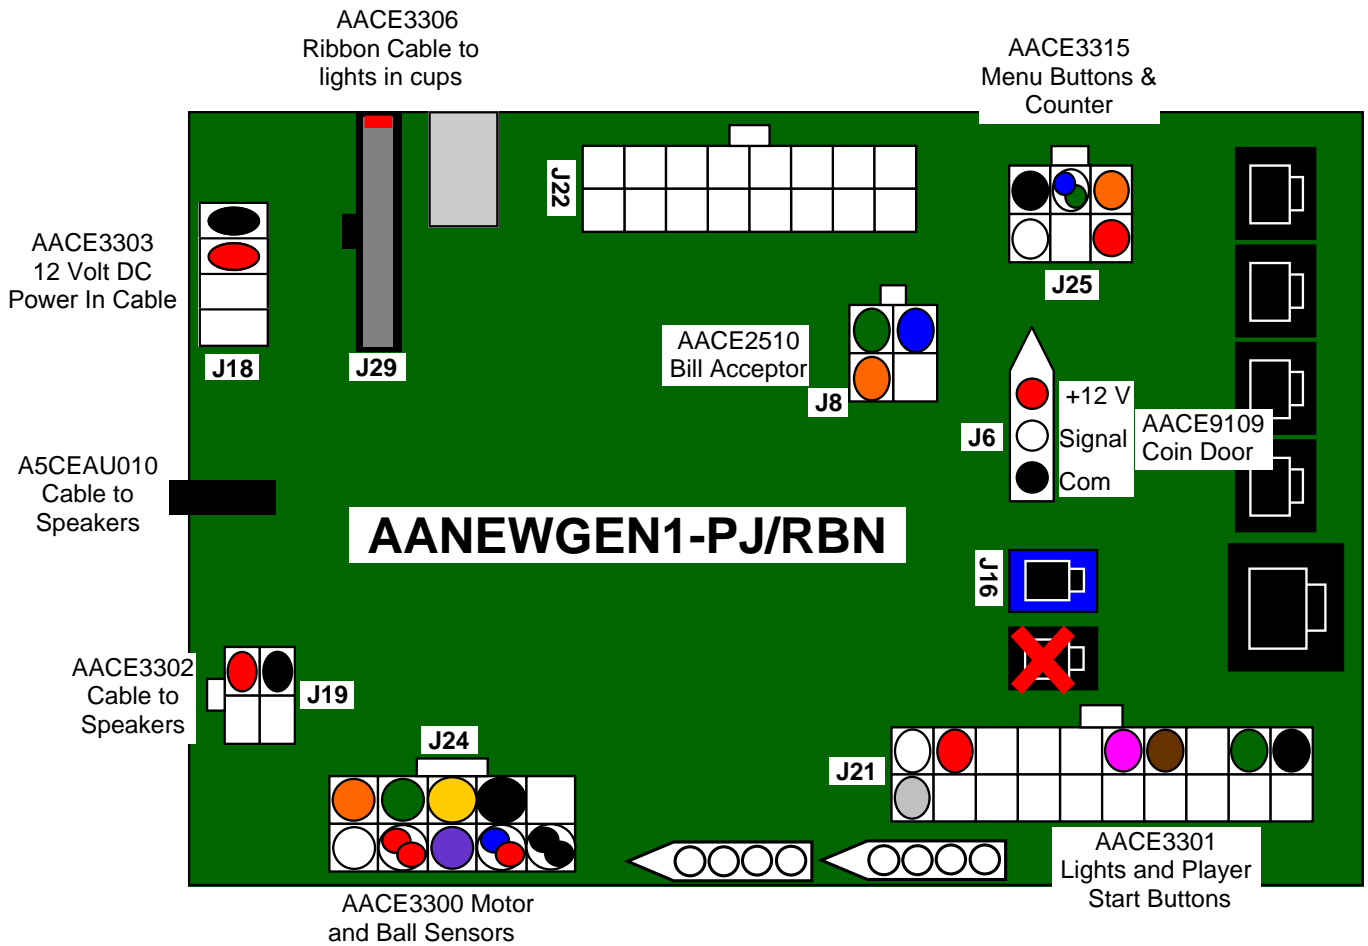 AACE3306
Ribbon Cable to
lights in cups
AACE3315
Menu Buttons &
Counter
J22
AACE3303
12 Volt DC
Power In Cable
J18
J29
J25
AACE2510
Bill Acceptor
J8
+12 V
J6
Signal
Com
AACE9109
Coin Door
A5CEAU010
Cable to
Speakers
AANEWGEN1-PJ/RBN
J16
AACE3302
Cable to
Speakers
J19
J24
J21
AACE3301
Lights and Player
Start Buttons
AACE3300 Motor
and Ball Sensors